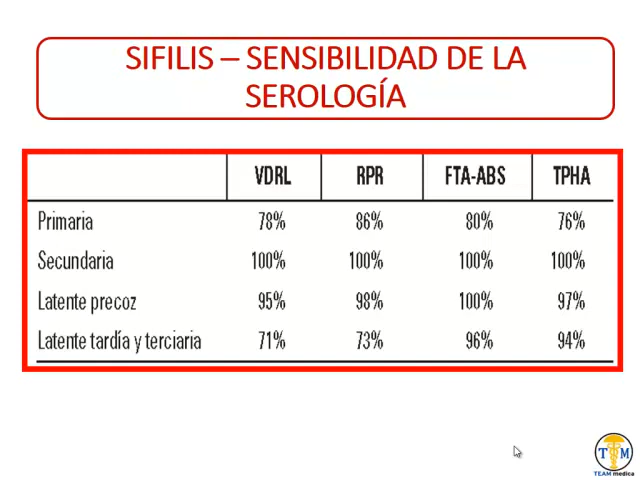 SIFILIS – SENSIBILIDAD DE LA
SEROLOGÍA
VDRL RPR FTA-ABS TPHA
Primaria 78% 86% 80% 76%
Secundaria 100% 100% 100% 100%
Latente precoz 95% 98% 100% 97%
Latente tardía y terciaria 71% 73% 96% 94%
T M
TEAM medica